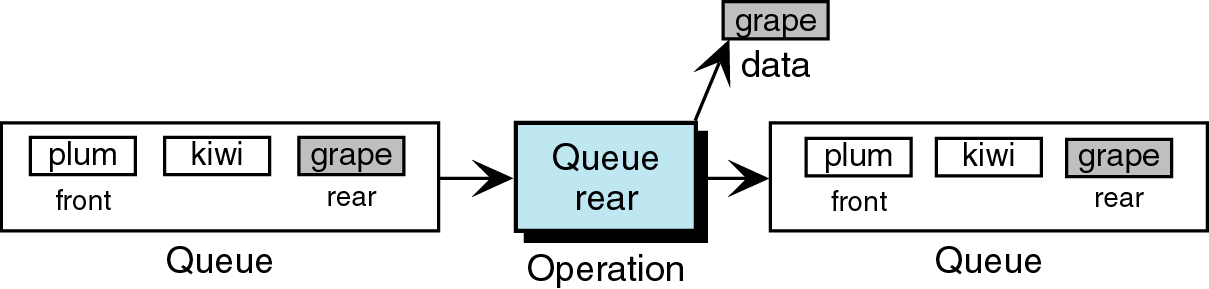 grape
data
plum kiwi grape
front rear
Queue
Queue
rear
Operation
plum kiwi grape
front rear
Queue